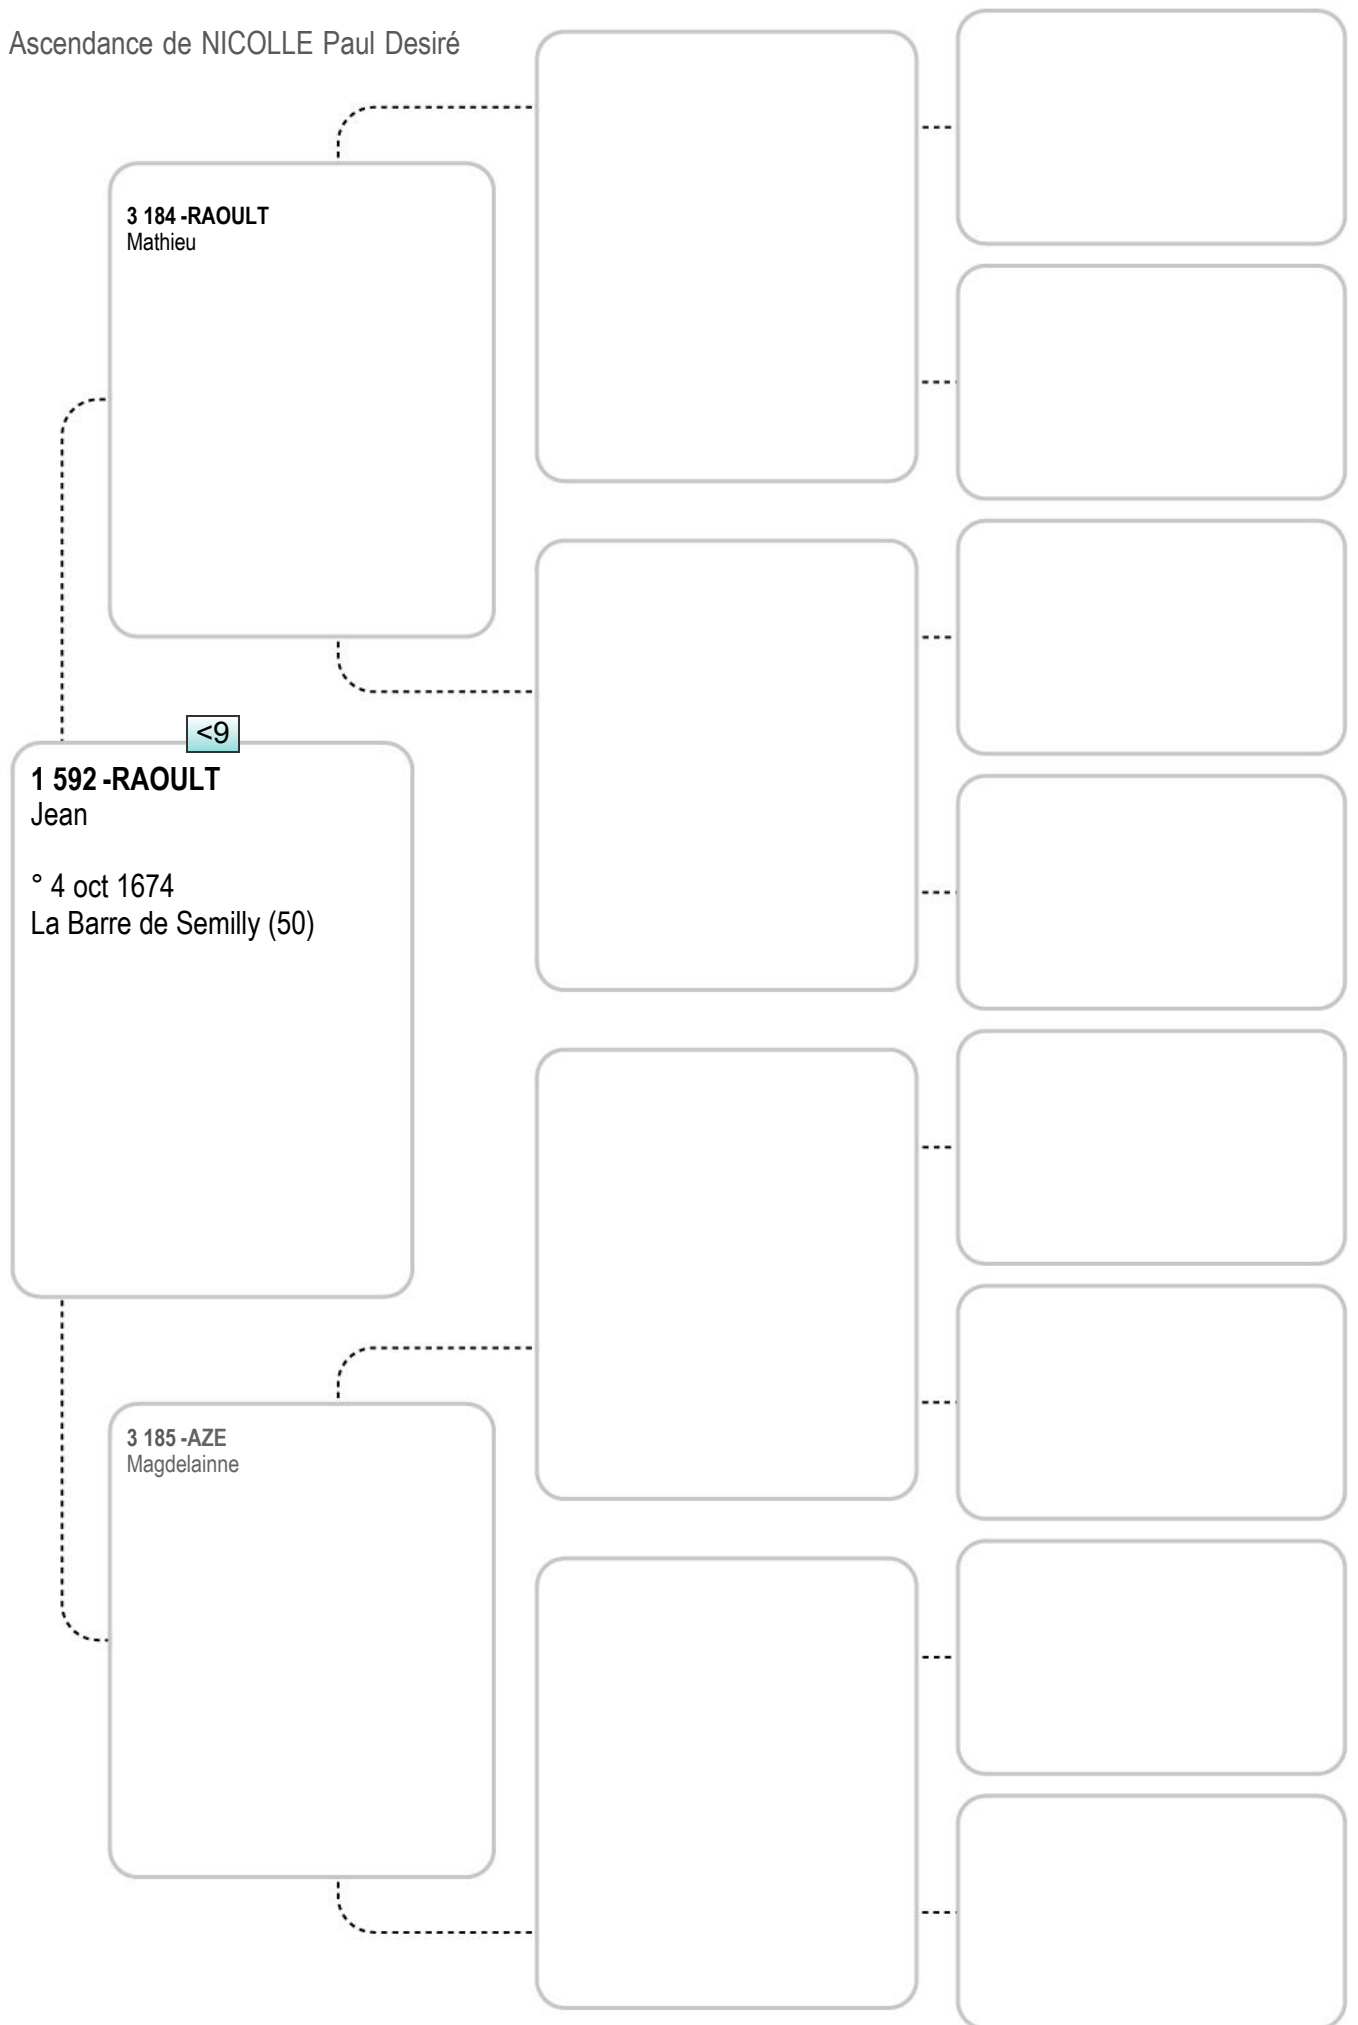 Ascendance de NICOLLE Paul Desiré
3 184 -RAOULT
Mathieu
<9
1 592 -RAOULT
Jean
° 4 oct 1674
La Barre de Semilly (50)
3 185 -AZE
Magdelainne